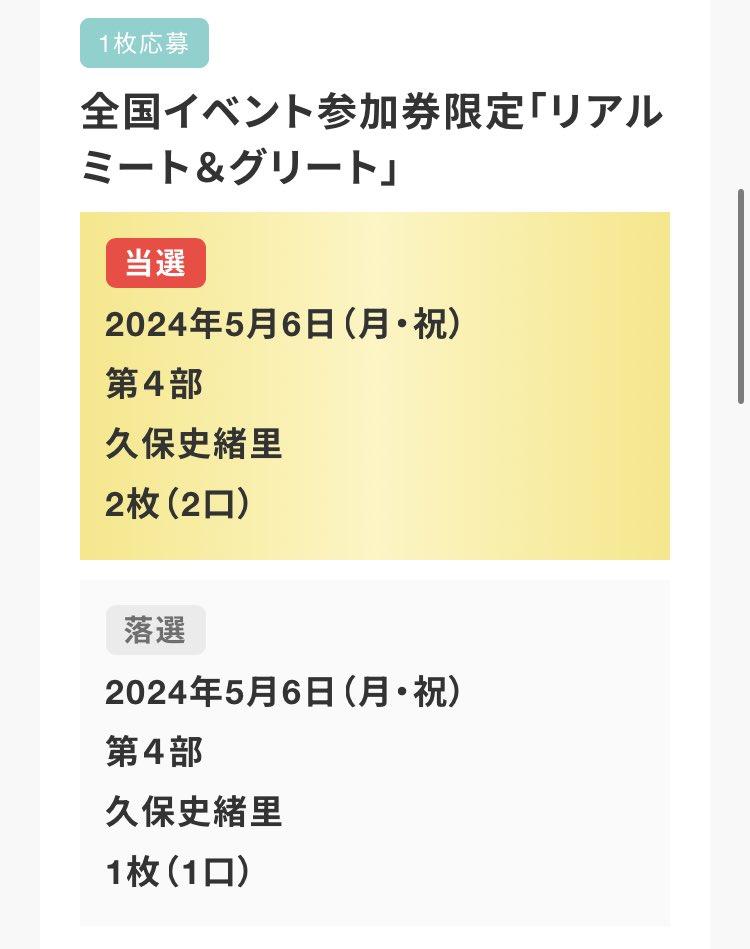 1枚応募
全国イベント参加券限定「リアル
ミート＆グリート」
当選
2024年5月6日（月・祝）
第４部
久保史緒里
2枚（2口）
落選
2024年5月6日（月・祝）
第４部
久保史緒里
1枚（1口）